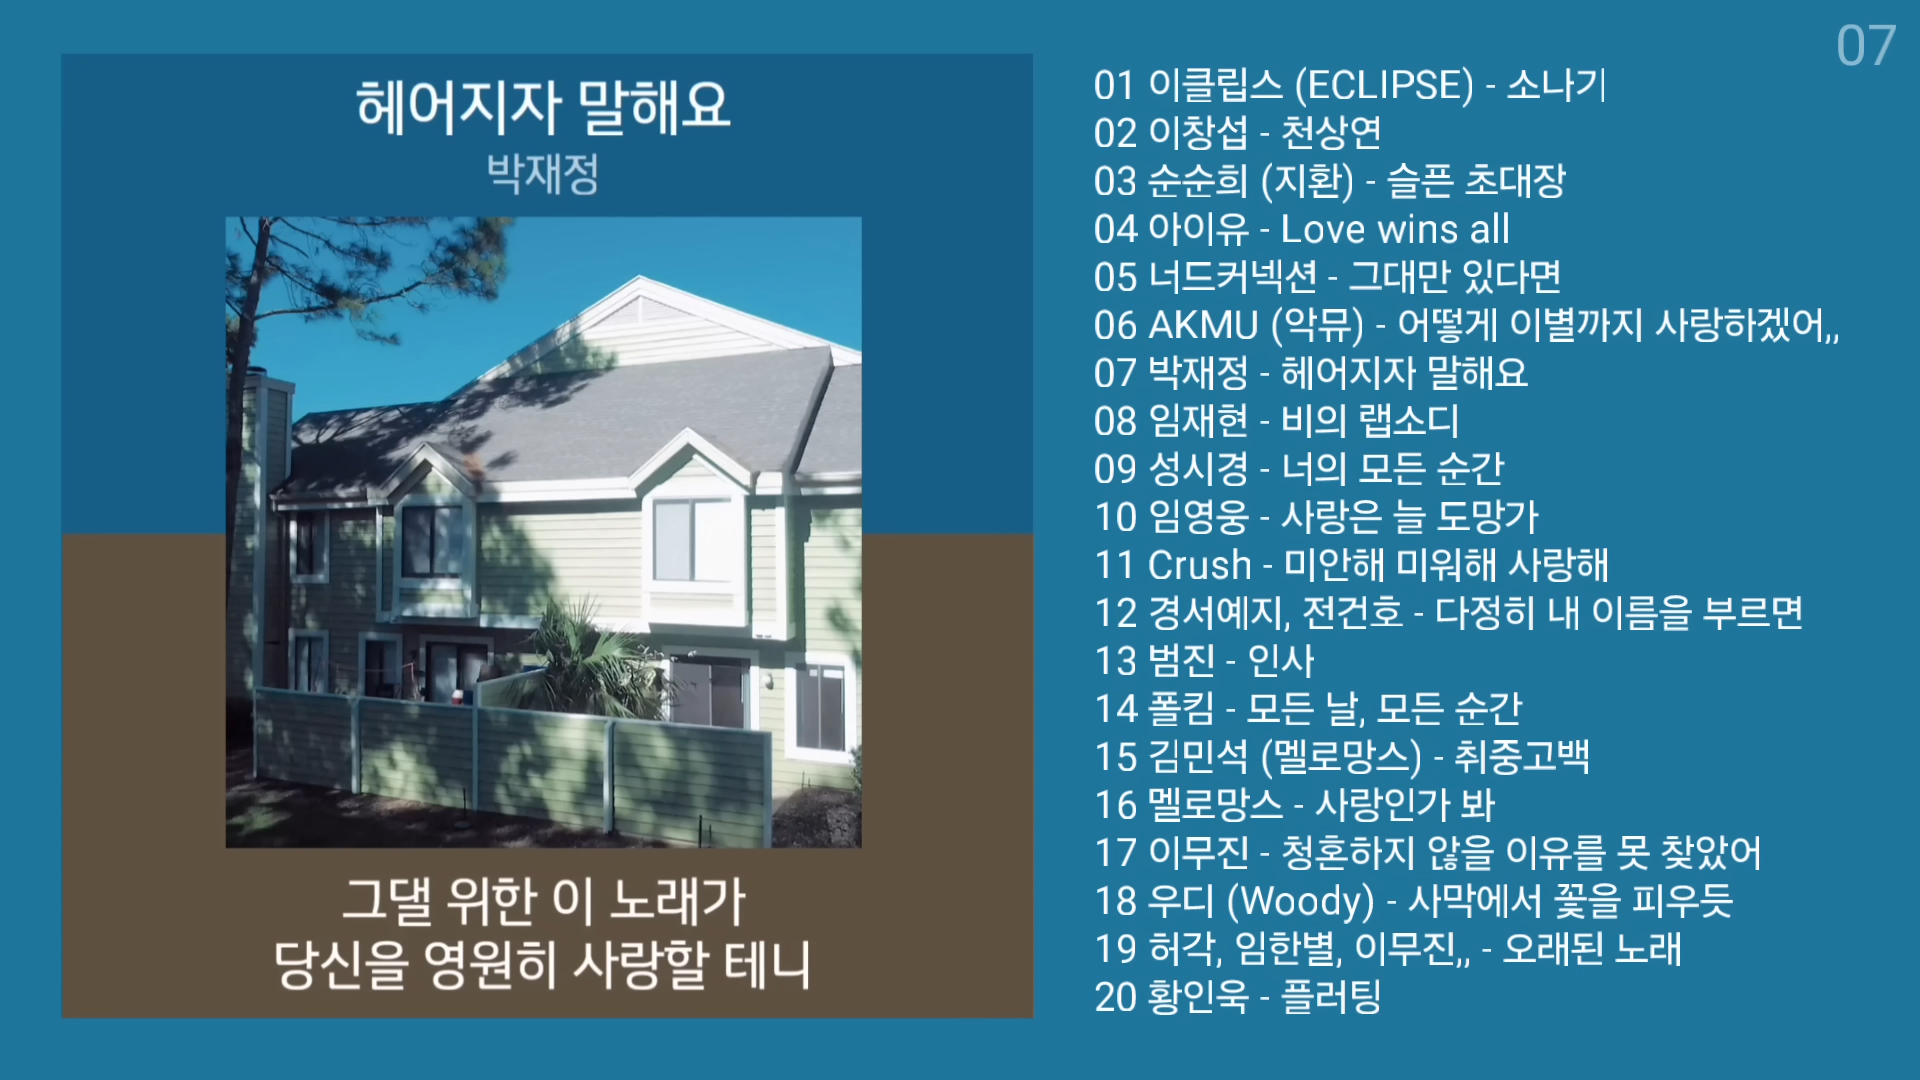 07
헤어지자 말해요
박재정
그댈 위한 이 노래가
당신을 영원히 사랑할 테니
01 이클립스 (ECLIPSE) - 소나기
02 이창섭 - 천상연
03 순순희 (지환) - 슬픈 초대장
04 아이유 - Love wins all
05 너드커넥션 - 그대만 있다면
06 AKMU (악뮤) - 어떻게 이별까지 사랑하겠어,,
07 박재정 - 헤어지자 말해요
08 임재현 - 비의 랩소디
09 성시경 - 너의 모든 순간
10 임영웅 - 사랑은 늘 도망가
11 Crush - 미안해 미워해 사랑해
12 경서예지, 전건호 - 다정히 내 이름을 부르면
13 범진 - 인사
14 폴킴 - 모든 날, 모든 순간
15 김민석 (멜로망스) - 취중고백
16 멜로망스 - 사랑인가 봐
17 이무진 - 청혼하지 않을 이유를 못 찾았어
18 우디 (Woody) - 사막에서 꽃을 피우듯
19 허각, 임한별, 이무진,, - 오래된 노래
20 황인욱 - 플러팅